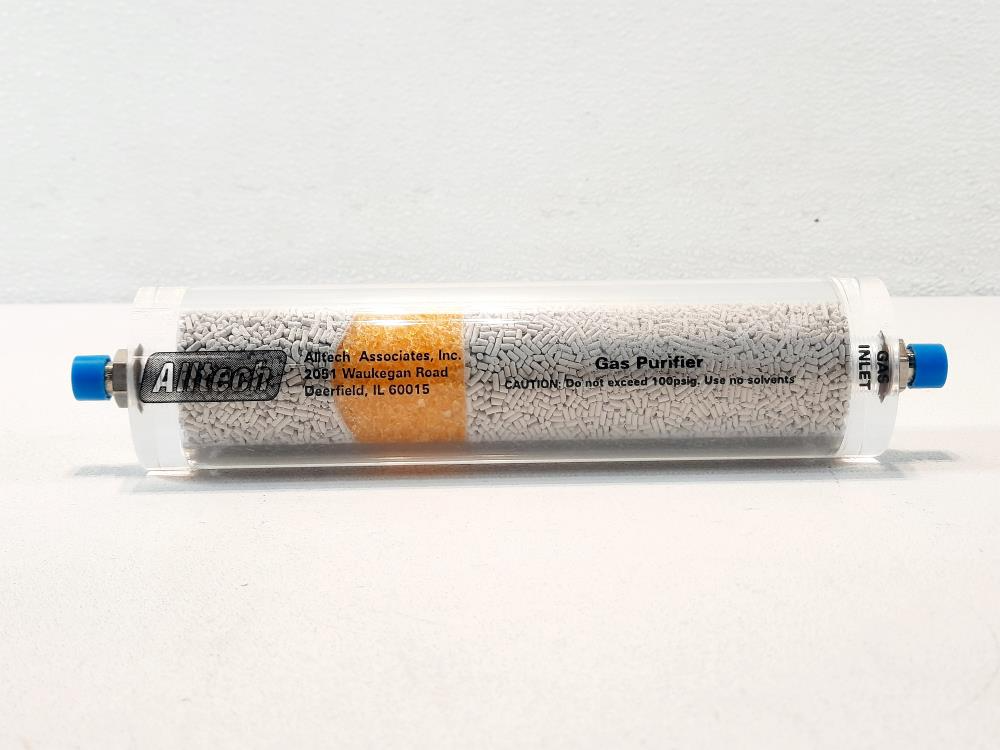 Alltech
Alltech Associates, Inc.
2051 Waukegan Road
Deerfield, IL 60015
Gas Purifier
CAUTION: Do not exceed 100psig. Use no solvents
GAS
INLET